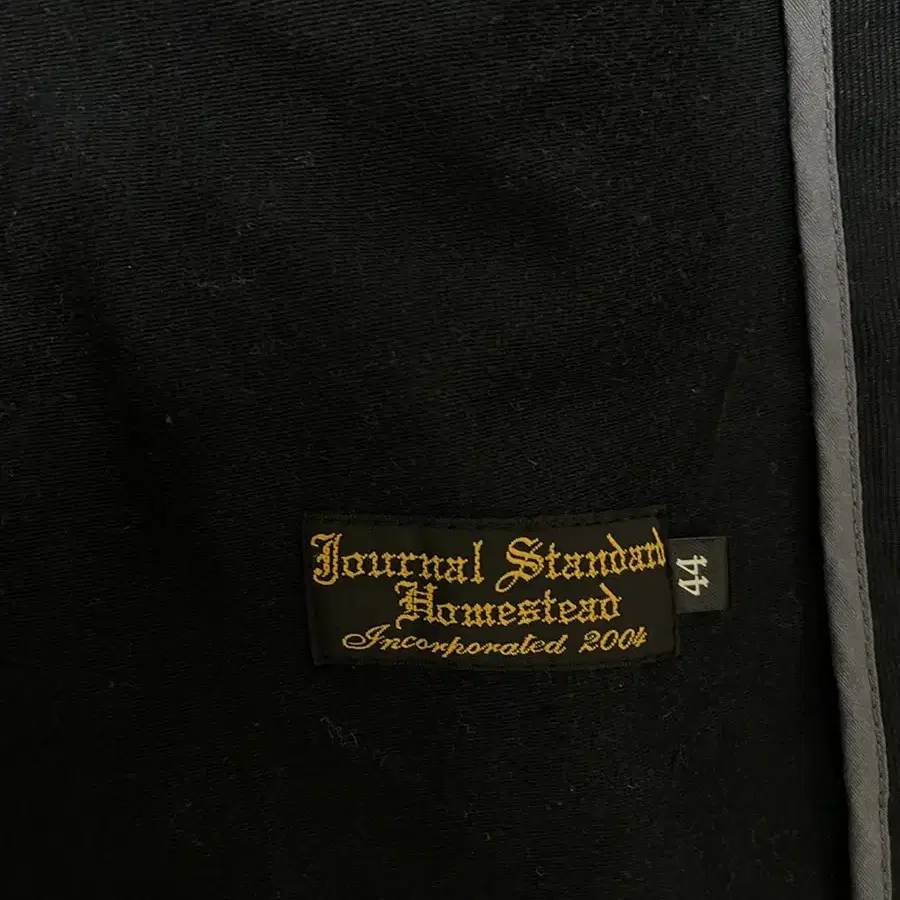 Journal Standard
Homestead
Incorporated 2004
44